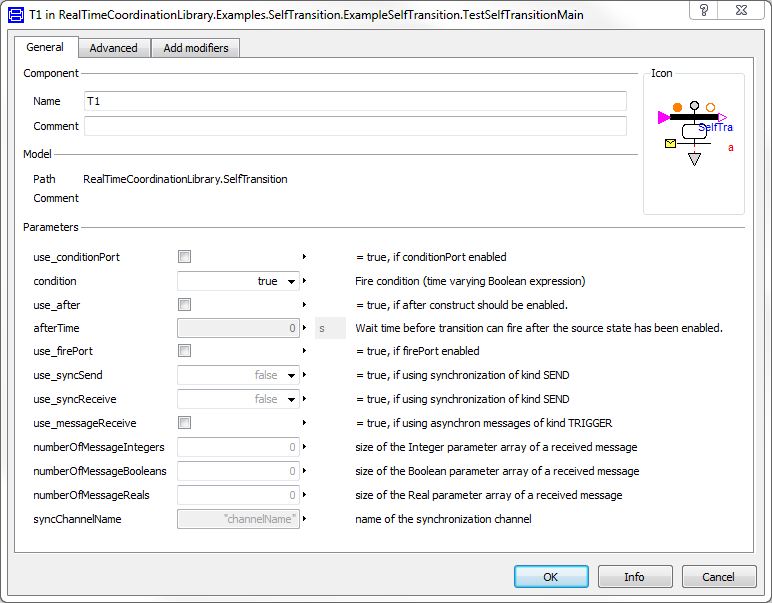 T1 in RealTimeCoordinationLibrary.Examples.SelfTransition.ExampleSelfTransition.TestSelfTransitionMain
General Advanced Add modifiers
Component
Icon
Name T1
Comment
SelfTra
a
Model
Path RealTimeCoordinationLibrary.SelfTransition
Comment
Parameters
use_conditionPort = true, if conditionPort enabled
condition true Fire condition (time varying Boolean expression)
use_after = true, if after construct should be enabled.
afterTime 0 s Wait time before transition can fire after the source state has been enabled.
use_firePort = true, if firePort enabled
use_syncSend false = true, if using synchronization of kind SEND
use_syncReceive false = true, if using synchronization of kind SEND
use_messageReceive = true, if using asynchron messages of kind TRIGGER
numberOfMessageIntegers 0 size of the Integer parameter array of a received message
numberOfMessageBooleans 0 size of the Boolean parameter array of a received message
numberOfMessageReals 0 size of the Real parameter array of a received message
syncChannelName "channelName" name of the synchronization channel
OK Info Cancel